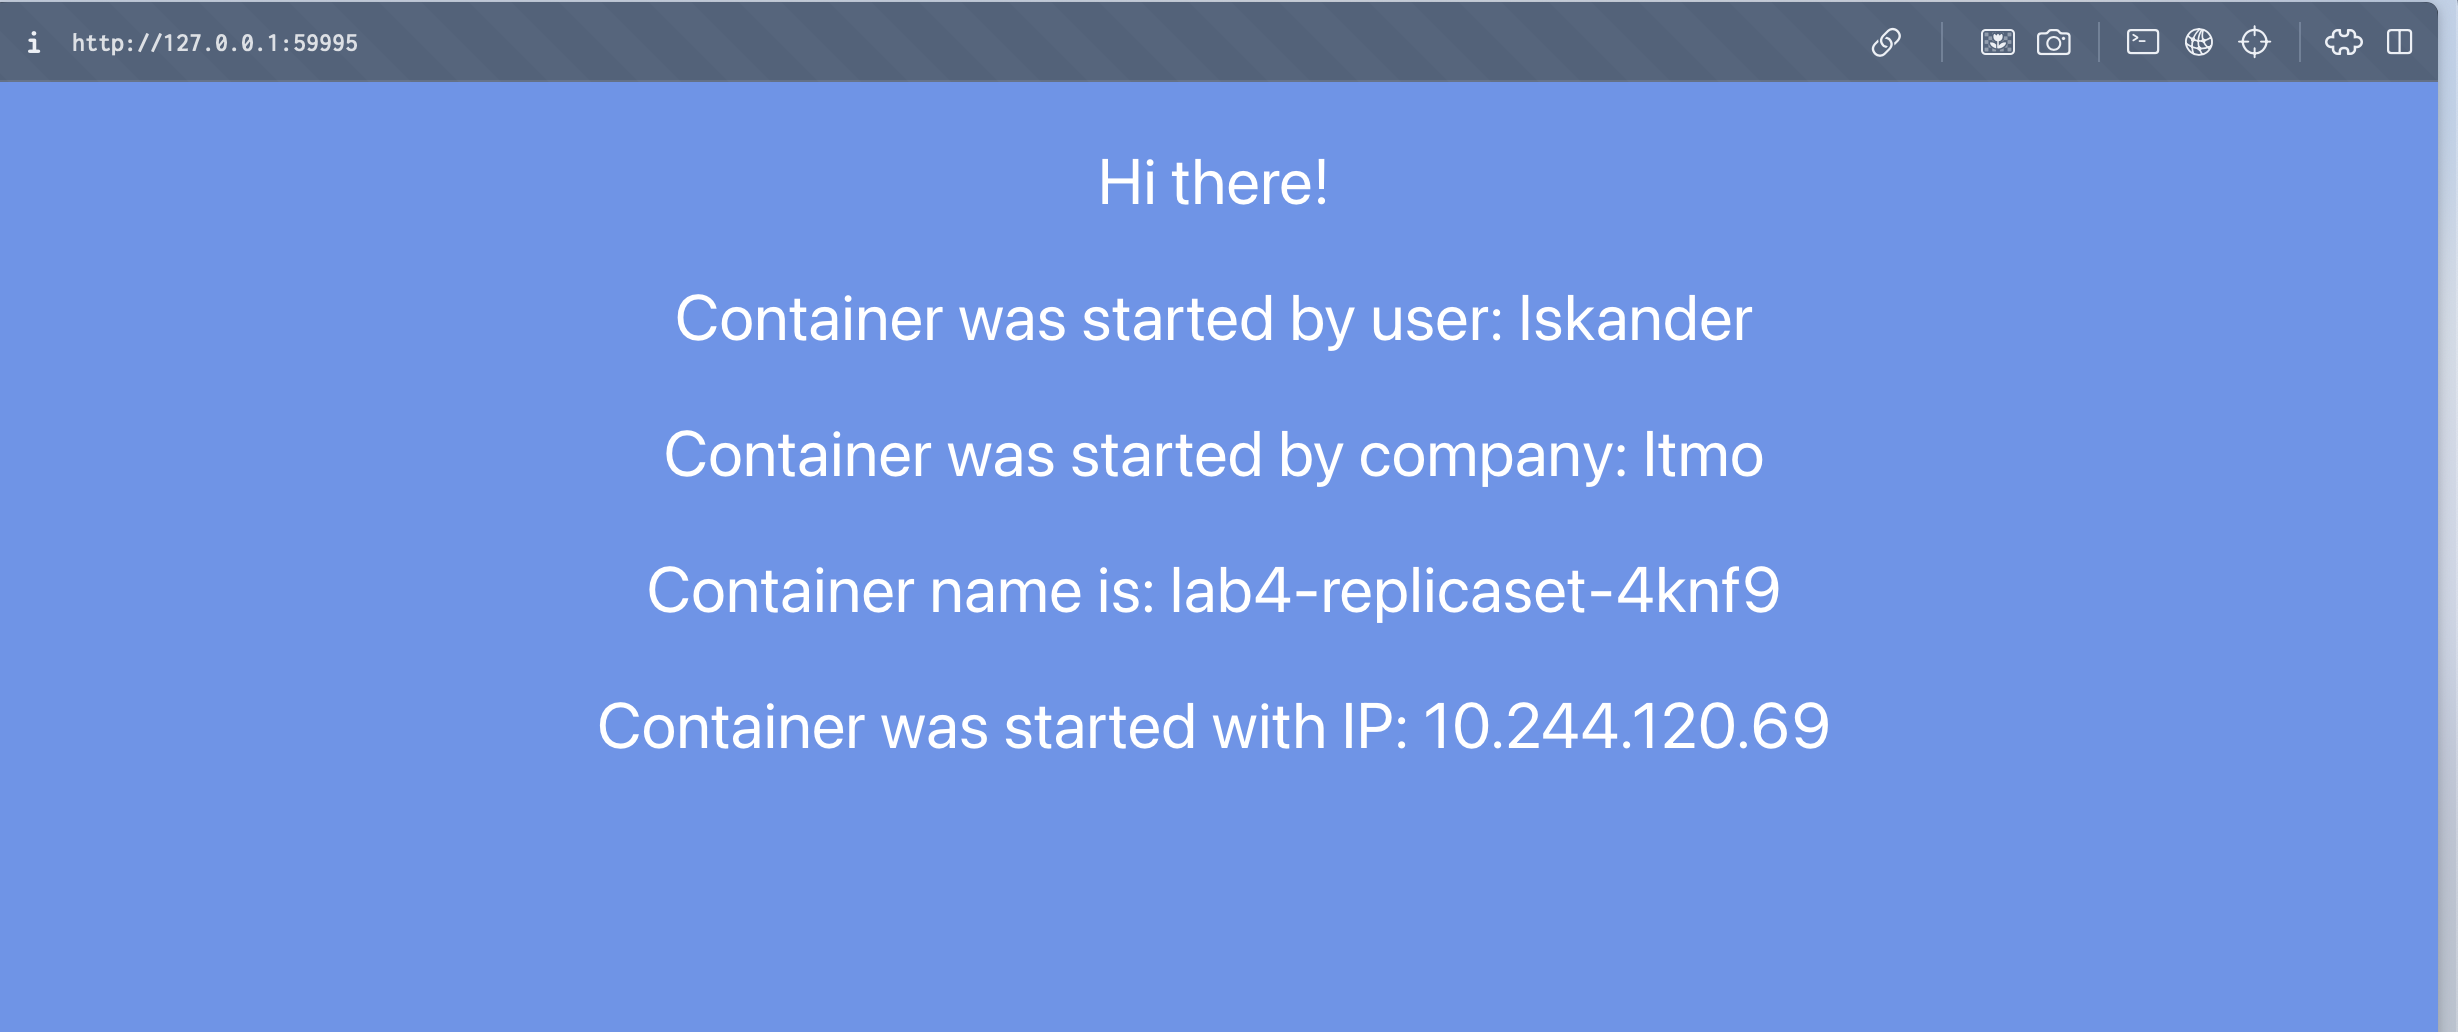 i http://127.0.0.1:59995
Hi there!
Container was started by user: Iskander
Container was started by company: Itmo
Container name is: lab4-replicaset-4knf9
Container was started with IP: 10.244.120.69